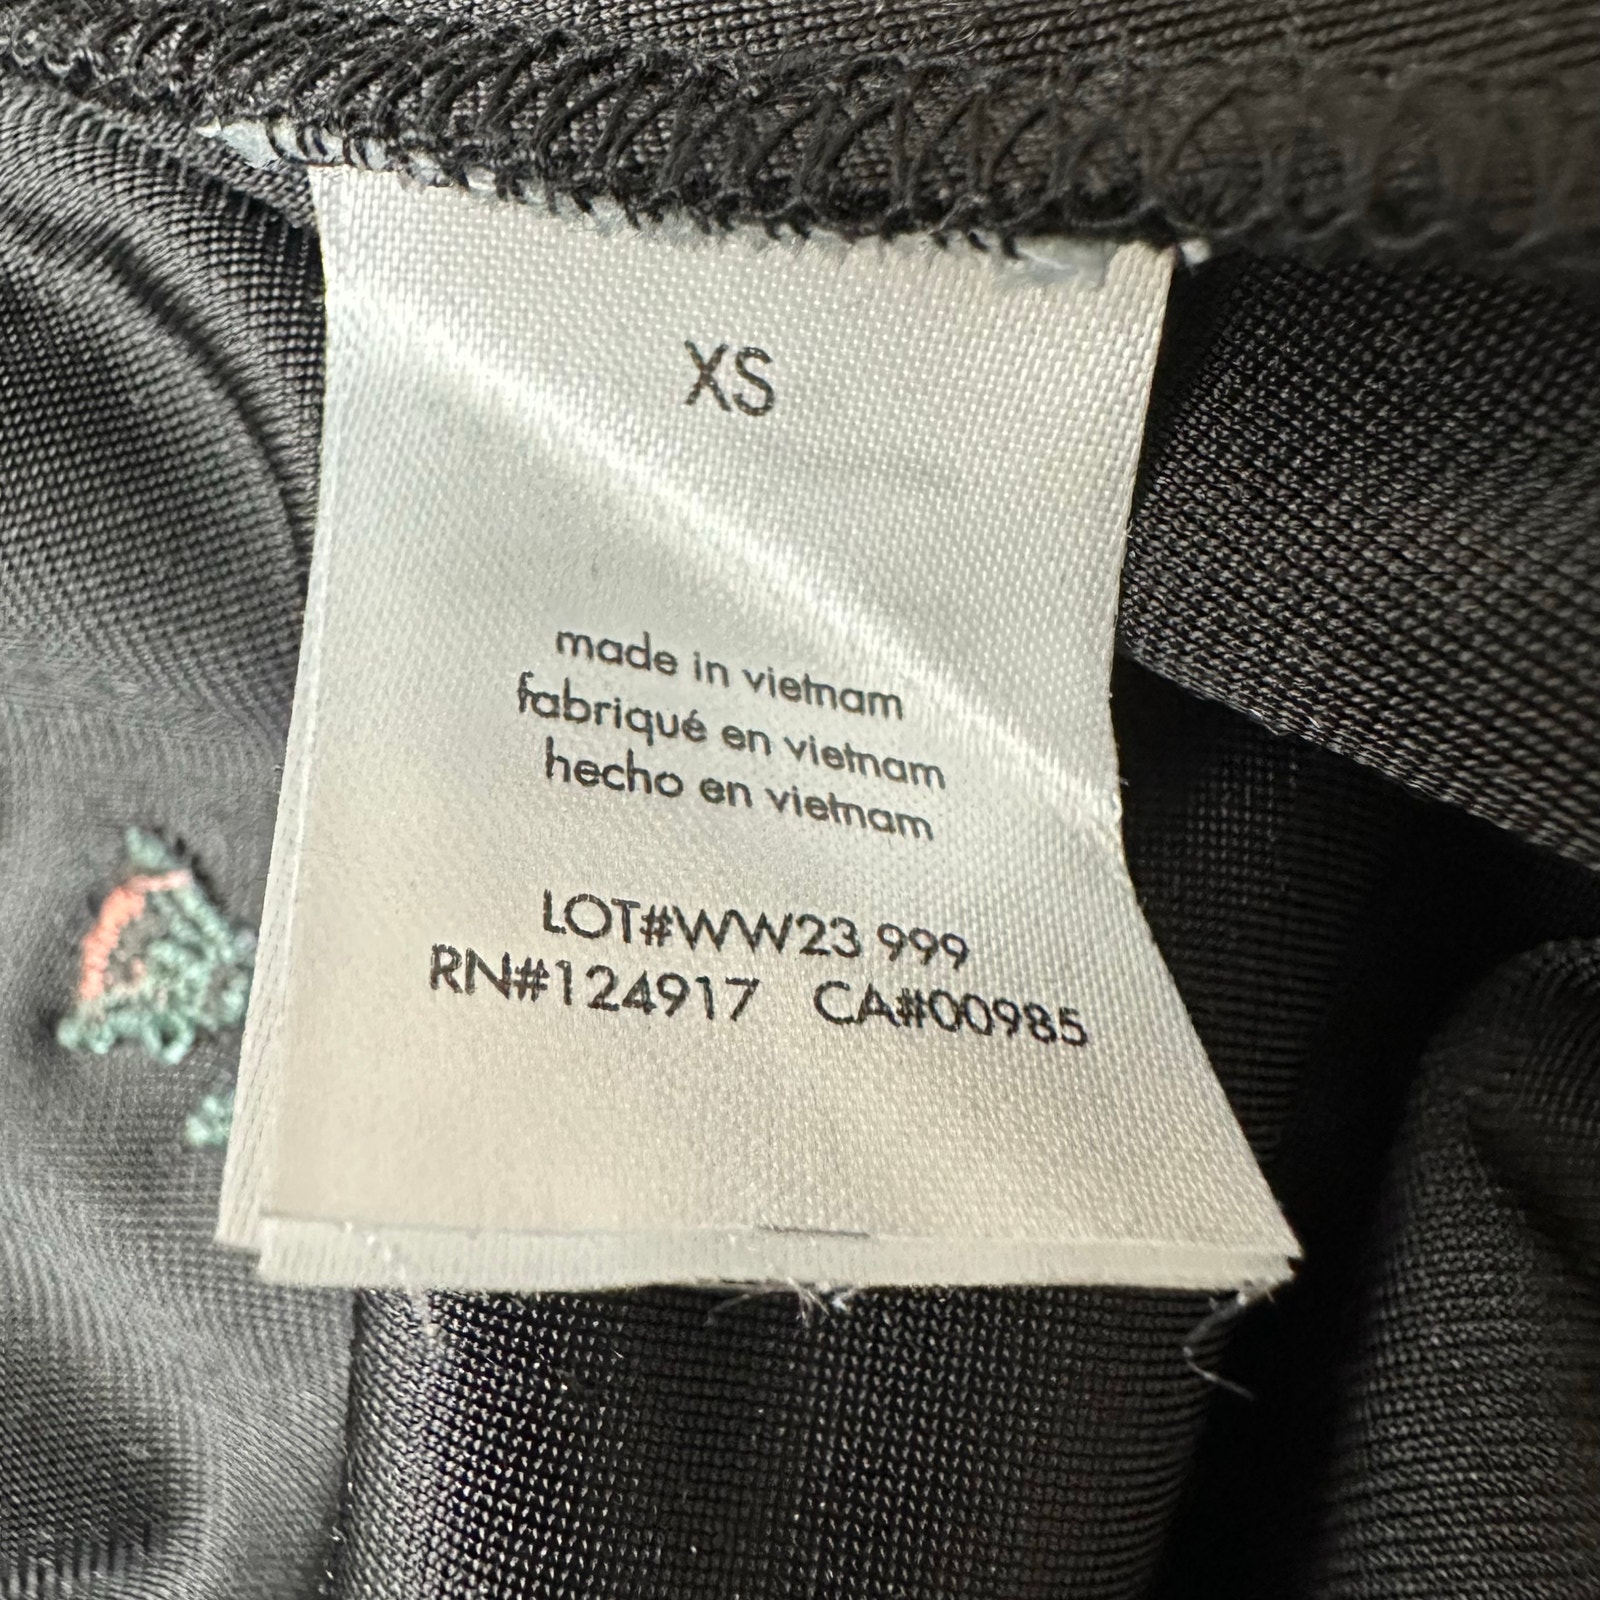 XS
made in vietnam
fabriqué en vietnam
hecho en vietnam
LOT#WW23 999
RN#124917 CA#00985